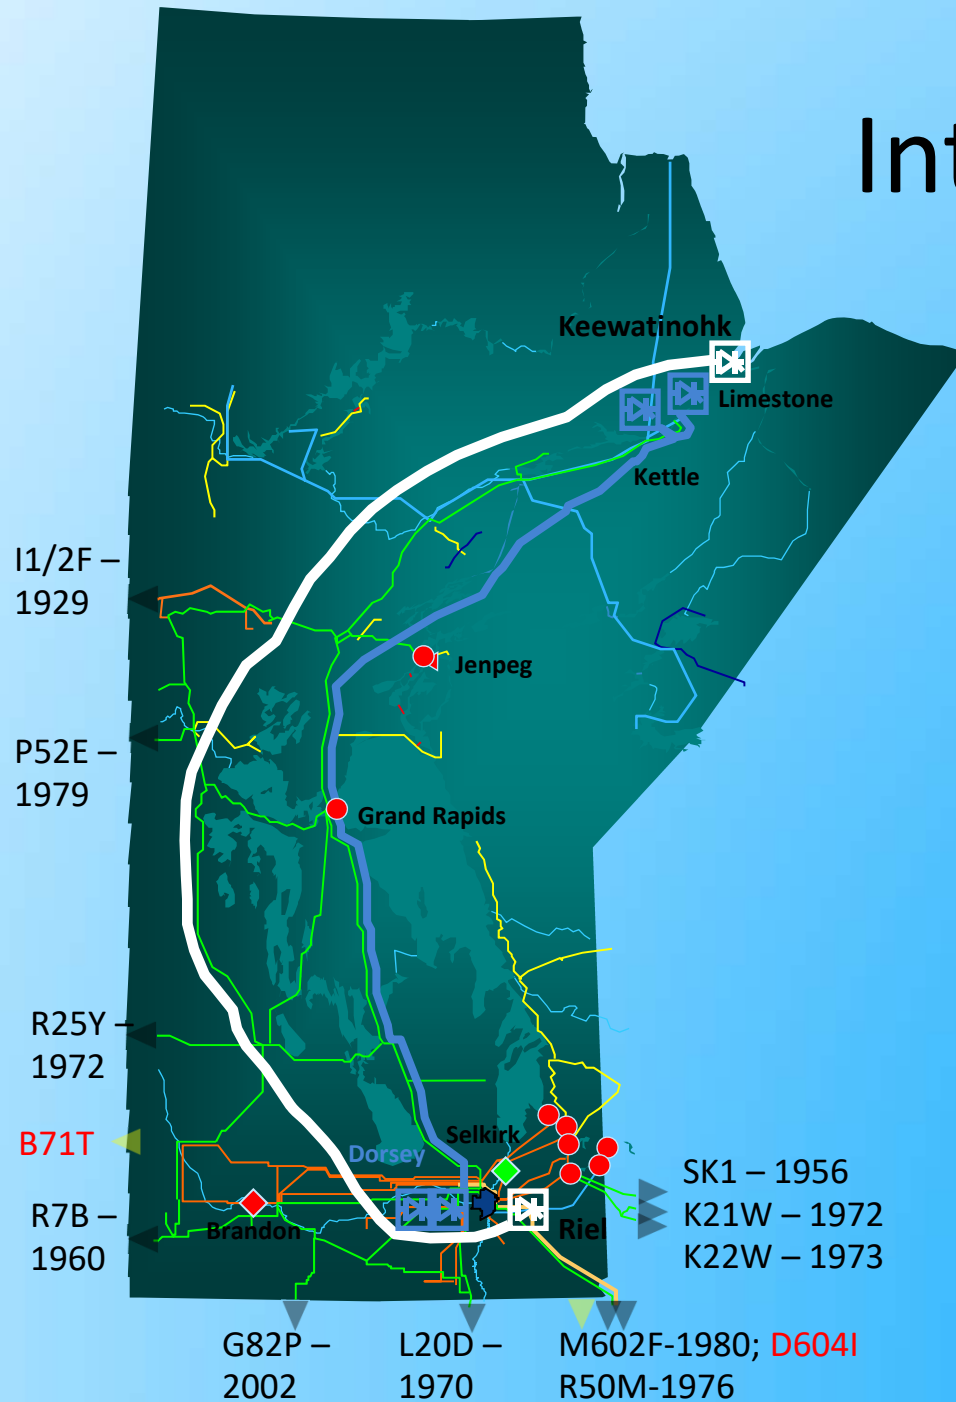 Int
Keewatinohk
Limestone
Kettle
I1/2F –
1929
Jenpeg
P52E –
1979
Grand Rapids
R25Y –
1972
B71T
Selkirk
Dorsey
SK1 – 1956
K21W – 1972
K22W – 1973
R7B –
1960
Brandon
Riel
G82P –
2002
L20D –
1970
M602F-1980; D604I
R50M-1976